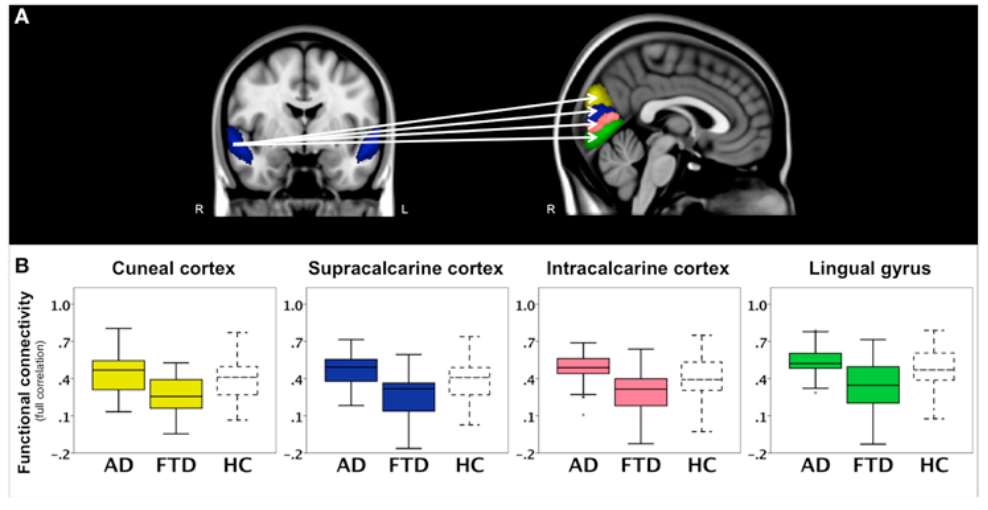 A
R L R
B
Cuneal cortex Supracalcarine cortex Intracalcarine cortex Lingual gyrus
Functional connectivity
(full correlation)
1.0 1.0 1.0 1.0
.7 .7 .7 .7
.4 .4 .4 .4
.1 .1 .1 .1
-.2 -.2 -.2 -.2
AD FTD HC AD FTD HC AD FTD HC AD FTD HC